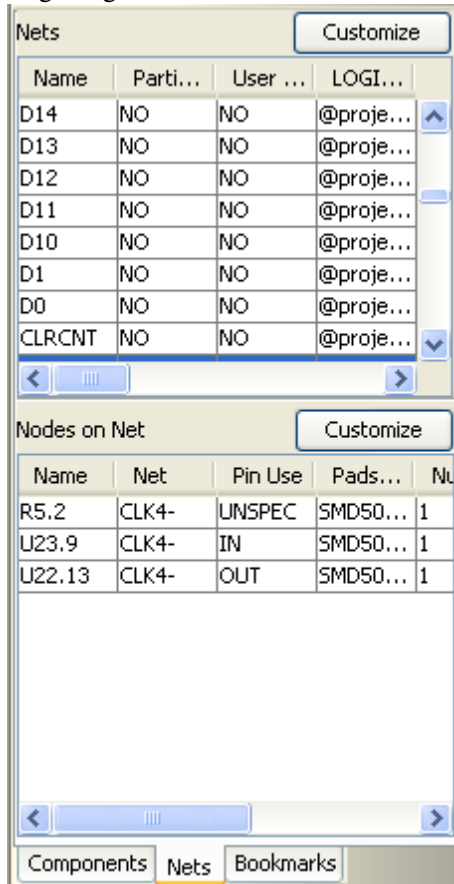 Nets Customize
Name Parti... User ... LOGI...
D14 NO NO @proje...
D13 NO NO @proje...
D12 NO NO @proje...
D11 NO NO @proje...
D10 NO NO @proje...
D1 NO NO @proje...
D0 NO NO @proje...
CLRCNT NO NO @proje...
Nodes on Net Customize
Name Net Pin Use Pads... Nu
R5.2 CLK4- UNSPEC SMD50... 1
U23.9 CLK4- IN SMD50... 1
U22.13 CLK4- OUT SMD50... 1
Components Nets Bookmarks